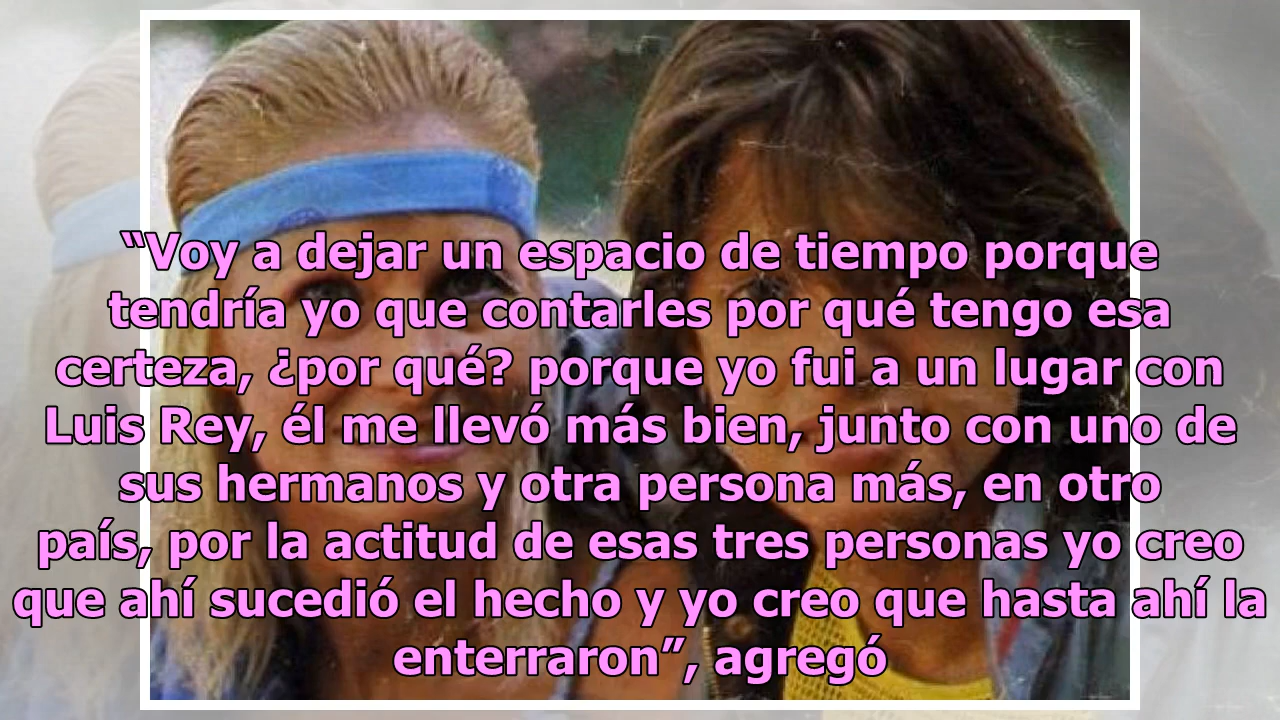 “Voy a dejar un espacio de tiempo porque
tendría yo que contarles por qué tengo esa
certeza, ¿por qué? porque yo fui a un lugar con
Luis Rey, él me llevó más bien, junto con uno de
sus hermanos y otra persona más, en otro
país, por la actitud de esas tres personas yo creo
que ahí sucedió el hecho y yo creo que hasta ahí la
enterraron”, agregó